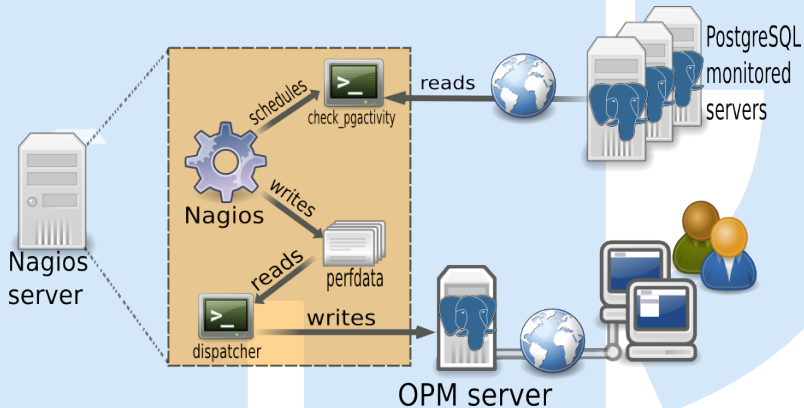 PostgreSQL
monitored
servers
reads
schedules
>_
check_pgactivity
Nagios
writes
Nagios
server
reads
perfdata
>_
writes
dispatcher
OPM server